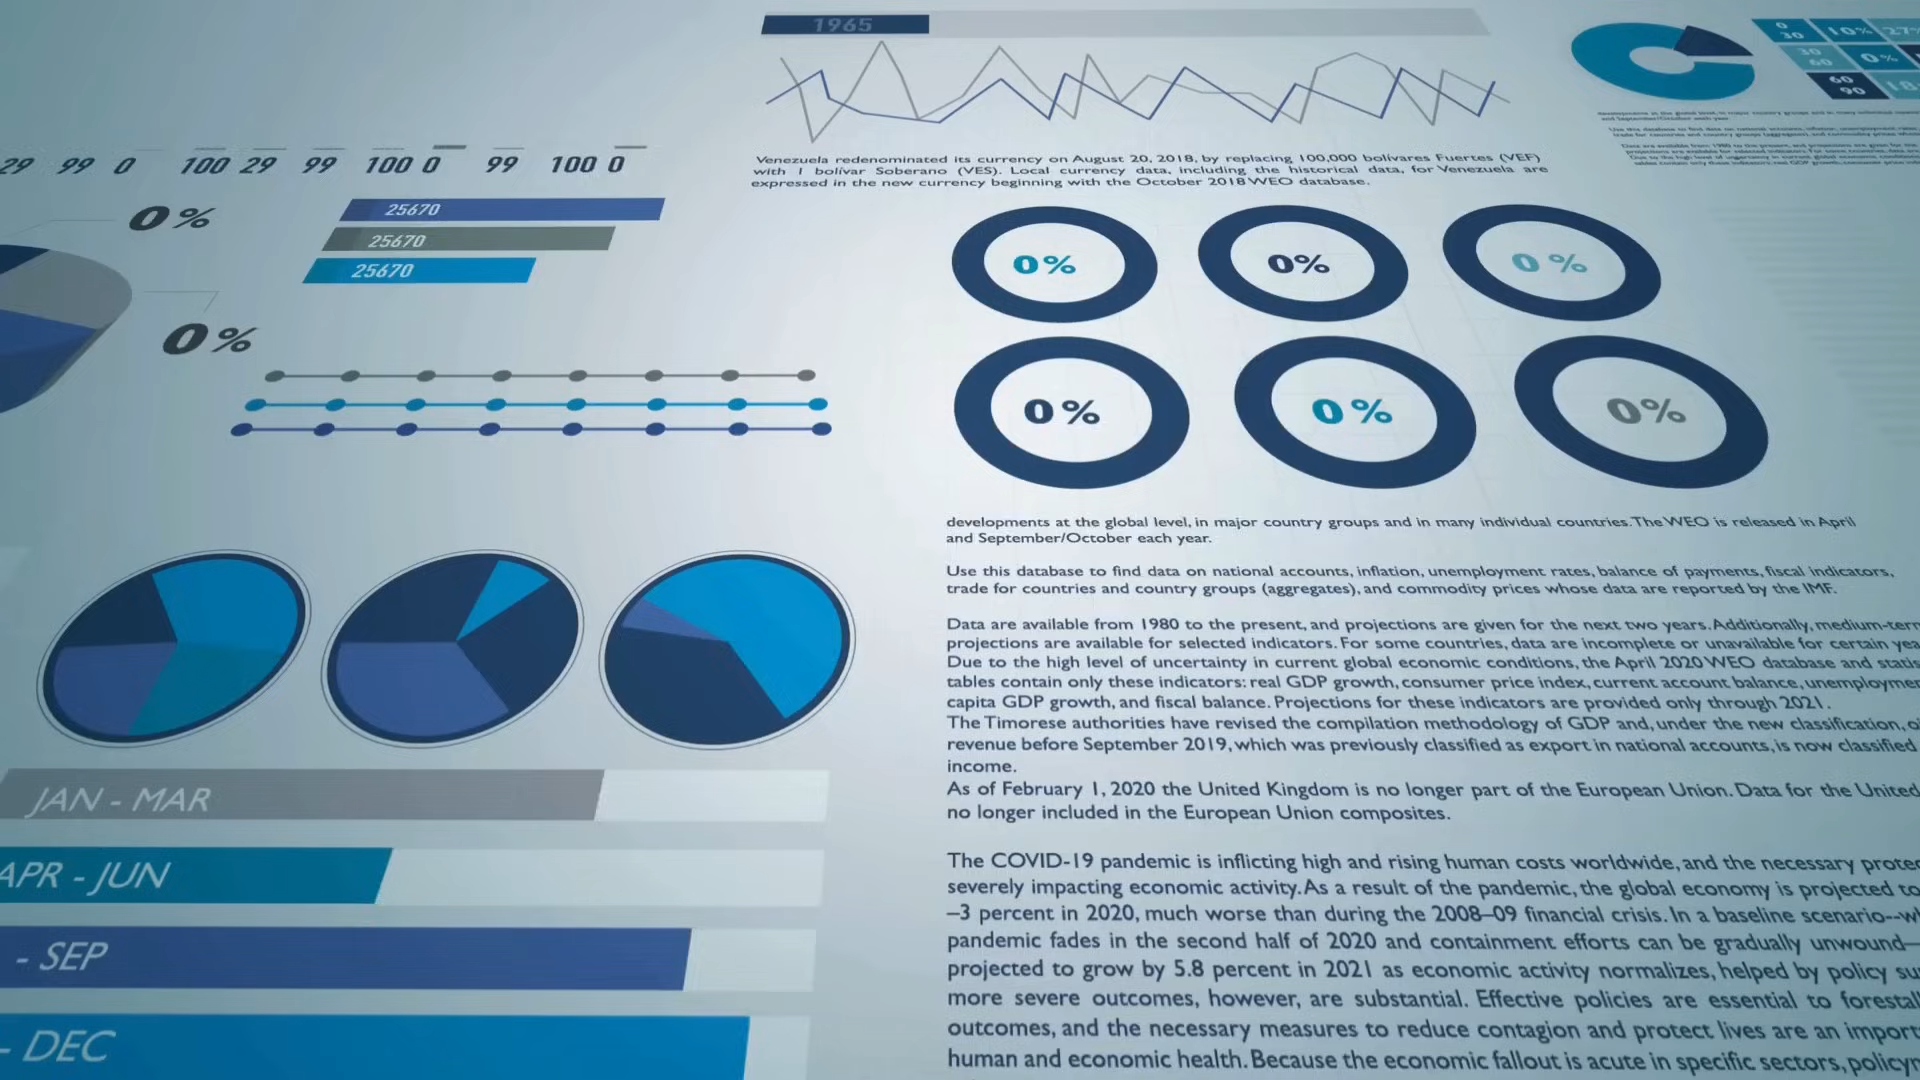 1965
0
30
10%
27%
30
60
0%
60
90
29 99 0 100 29 99 100 0 99 100 0
Venezuela redenominated its currency on August 20, 2018, by replacing 100,000 bolivares Fuertes (VEF)
with 1 bolívar Soberano (VES). Local currency data, including the historical data, for Venezuela are
expressed in the new currency beginning with the October 2018 WEO database.
0%
25670
25670
25670
0%
0% 0% 0%
0% 0% 0%
developments at the global level, in major country groups and in many individual countries. The WEO is released in April
and September/October each year.
Use this database to find data on national accounts, inflation, unemployment rates, balance of payments, fiscal indicators,
trade for countries and country groups (aggregates), and commodity prices whose data are reported by the IMF.
Data are available from 1980 to the present, and projections are given for the next two years. Additionally, medium-term
projections are available for selected indicators. For some countries, data are incomplete or unavailable for certain
Due to the high level of uncertainty in current global economic conditions, the April 2020 WEO database and
tables contain only these indicators: real GDP growth, consumer price index, current account balance,
capita GDP growth, and fiscal balance. Projections for these indicators are provided only through 2021.
The Timorese authorities have revised the compilation methodology of GDP and, under the new classification,
revenue before September 2019, which was previously classified as export in national accounts, is now classified
income.
As of February 1, 2020 the United Kingdom is no longer part of the European Union. Data for the United
no longer included in the European Union composites.
The COVID-19 pandemic is inflicting high and rising human costs worldwide, and the necessary
severely impacting economic activity. As a result of the pandemic, the global economy is projected to
–3 percent in 2020, much worse than during the 2008–09 financial crisis. In a baseline scenario--
pandemic fades in the second half of 2020 and containment efforts can be gradually unwound—
projected to grow by 5.8 percent in 2021 as economic activity normalizes, helped by policy
more severe outcomes, however, are substantial. Effective policies are essential to forestall
outcomes, and the necessary measures to reduce contagion and protect lives are an
human and economic health. Because the economic fallout is acute in specific sectors,
JAN - MAR
APR - JUN
- SEP
- DEC